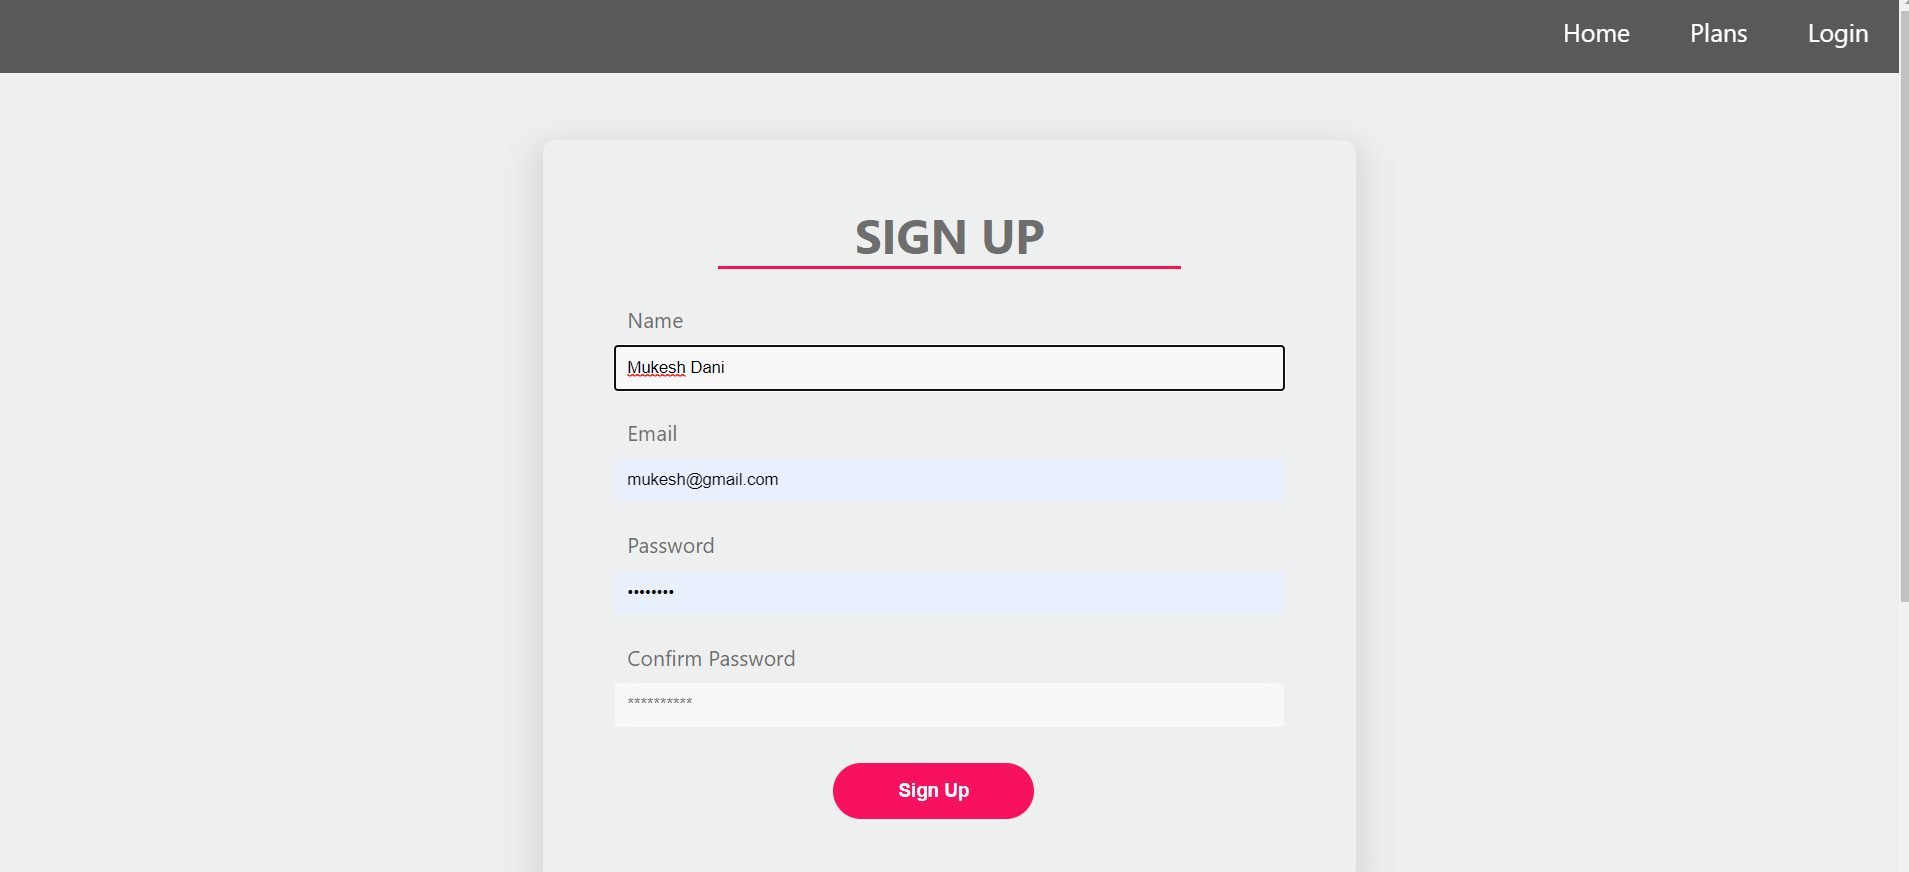 Home Plans Login
SIGN UP
Name
Mukesh Dani
Email
mukesh@gmail.com
Password
••••••••
Confirm Password
**********
Sign Up